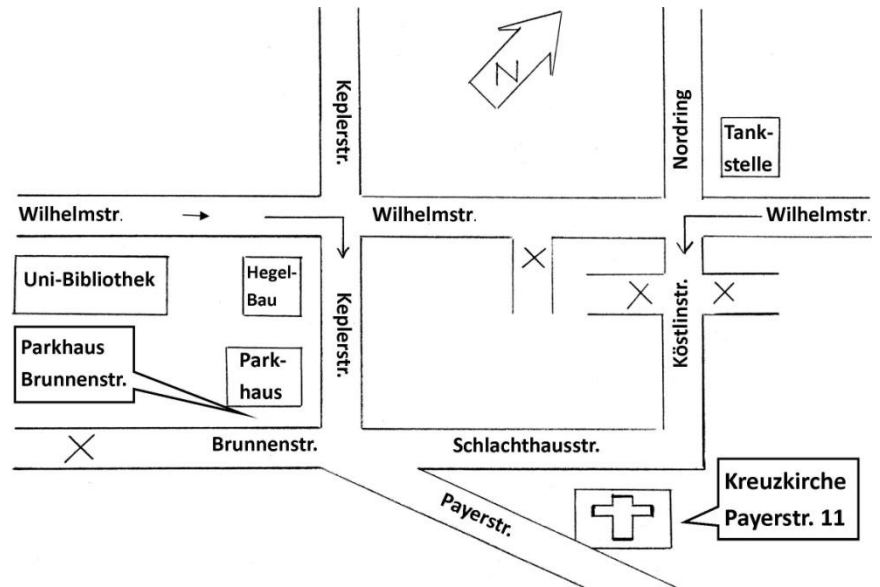 Keplerstr.
N
Nordring
Tank-
stelle
Wilhelmstr.
Wilhelmstr.
Wilhelmstr.
Uni-Bibliothek
Hegel-
Bau
Keplerstr.
Köstlinstr.
Parkhaus
Brunnenstr.
Park-
haus
Brunnenstr.
Schlachthausstr.
Payerstr.
Kreuzkirche
Payerstr. 11